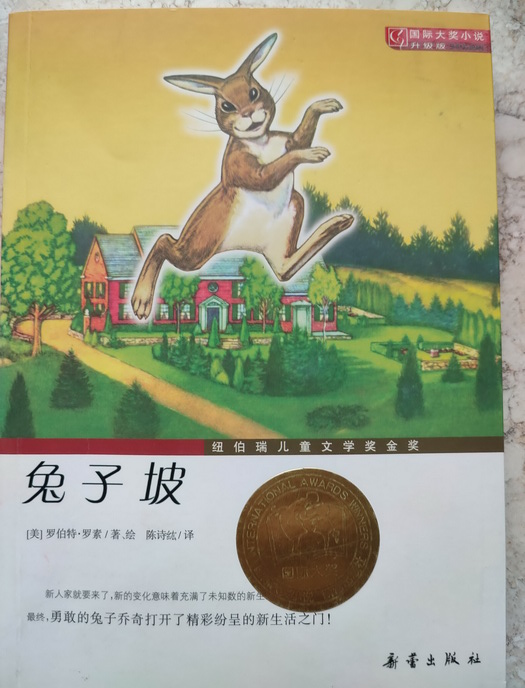 国际大奖小说
升级版
纽伯瑞儿童文学奖金奖
兔子坡
[美] 罗伯特·罗素/著、绘 陈诗纮/译
INTERNATIONAL AWARDS WINNERS
新人家就要来了,新的变化意味着充满了未知数的新生
最终,勇敢的兔子乔奇打开了精彩纷呈的新生活之门!
新蕾出版社